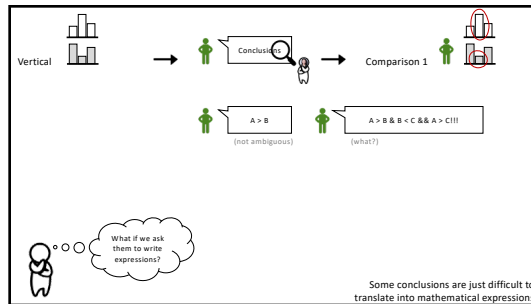 Vertical
Conclusions
Comparison 1
A > B
A > B & B < C && A > C!!!
(not ambiguous)
(what?)
What if we ask
them to write
expressions?
Some conclusions are just difficult to
translate into mathematical expressions